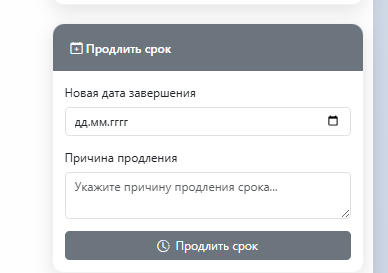 Продлить срок
Новая дата завершения
дд.мм.гггг
Причина продления
Укажите причину продления срока...
Продлить срок